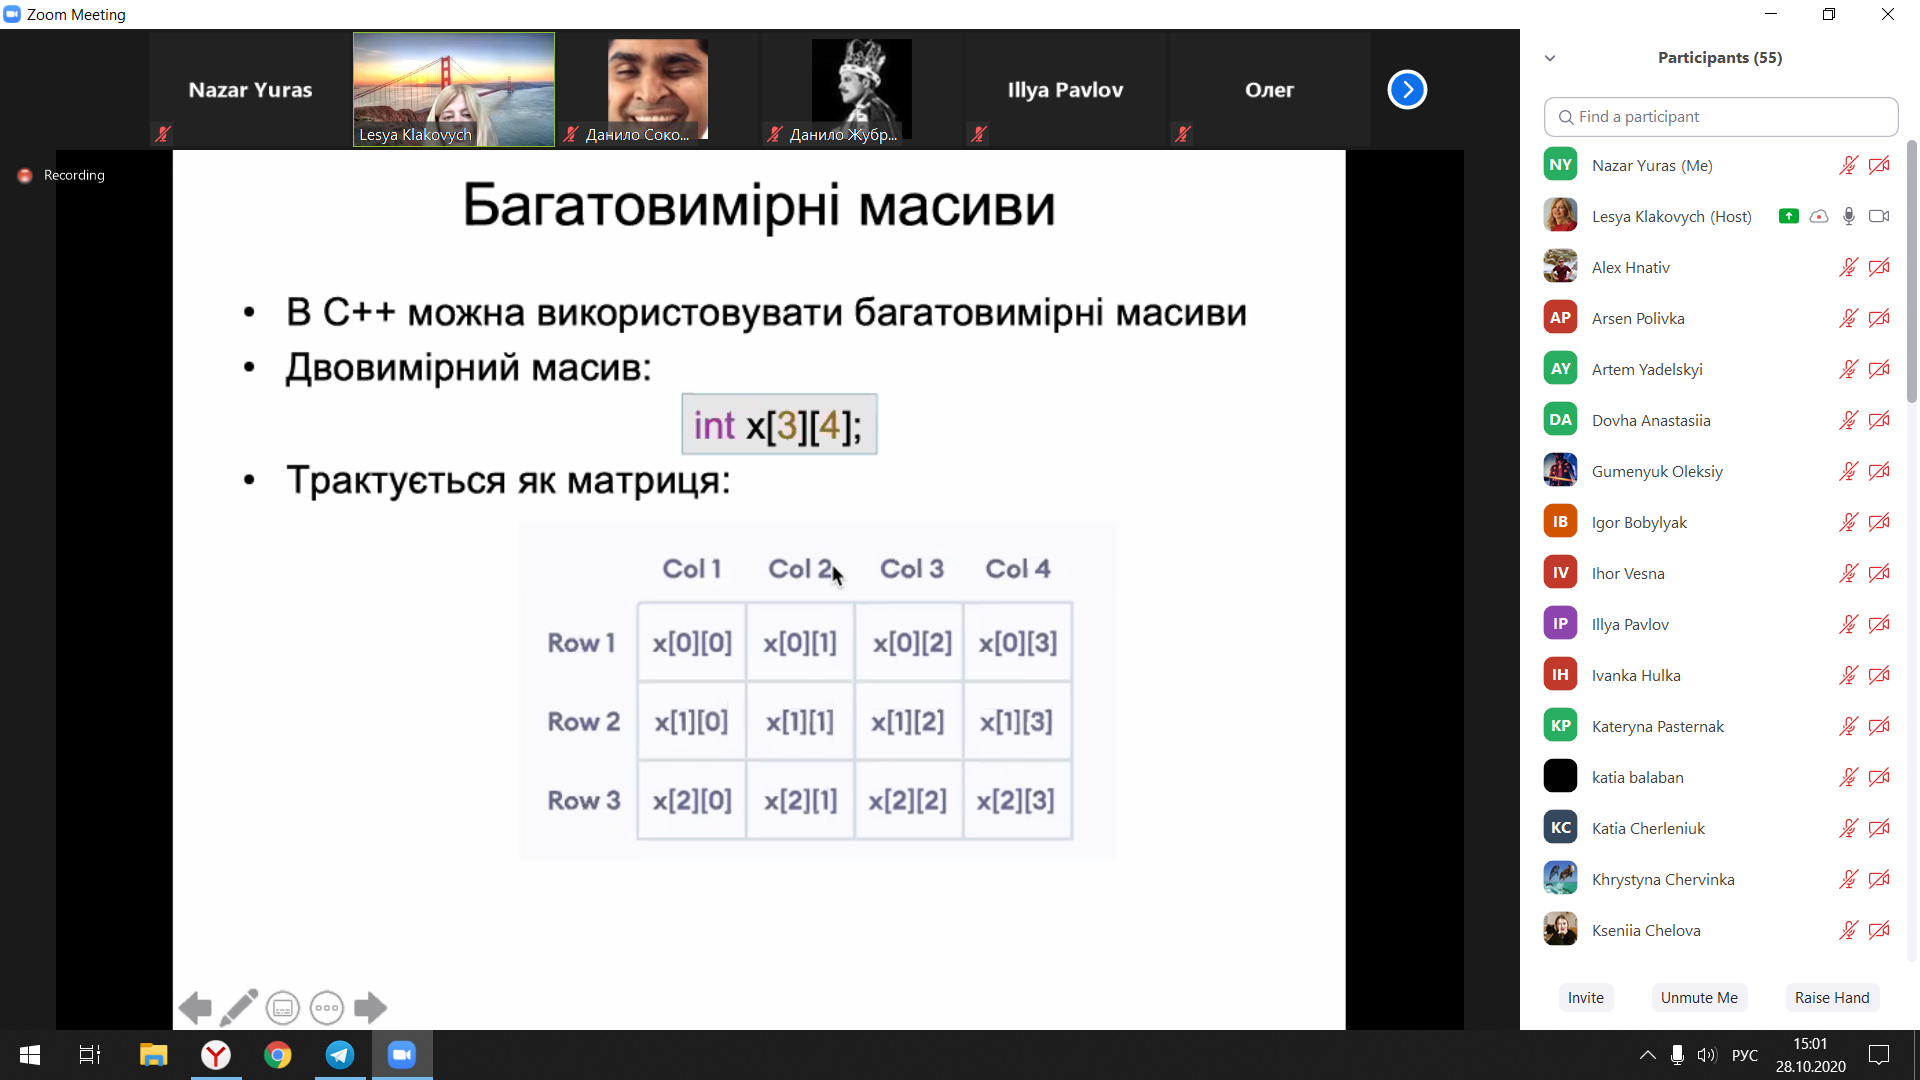 Zoom Meeting
Nazar Yuras
Lesya Klakovych
Данило Соко...
Данило Жубр...
Illya Pavlov
Олег
Recording
Багатовимірні масиви
• В C++ можна використовувати багатовимірні масиви
• Двовимірний масив:
int x[3][4];
• Трактується як матриця:
Col 1 Col 2 Col 3 Col 4
Row 1 x[0][0] x[0][1] x[0][2] x[0][3]
Row 2 x[1][0] x[1][1] x[1][2] x[1][3]
Row 3 x[2][0] x[2][1] x[2][2] x[2][3]
Participants (55)
Find a participant
NY Nazar Yuras (Me)
Lesya Klakovych (Host)
Alex Hnativ
AP Arsen Polivka
AY Artem Yadelskyi
DA Dovha Anastasiia
Gumenyuk Oleksiy
IB Igor Bobylyak
IV Ihor Vesna
IP Illya Pavlov
IH Ivanka Hulka
KP Kateryna Pasternak
katia balaban
KC Katia Cherleniuk
Khrystyna Chervinka
Kseniia Chelova
Invite Unmute Me Raise Hand
РУС
15:01
28.10.2020